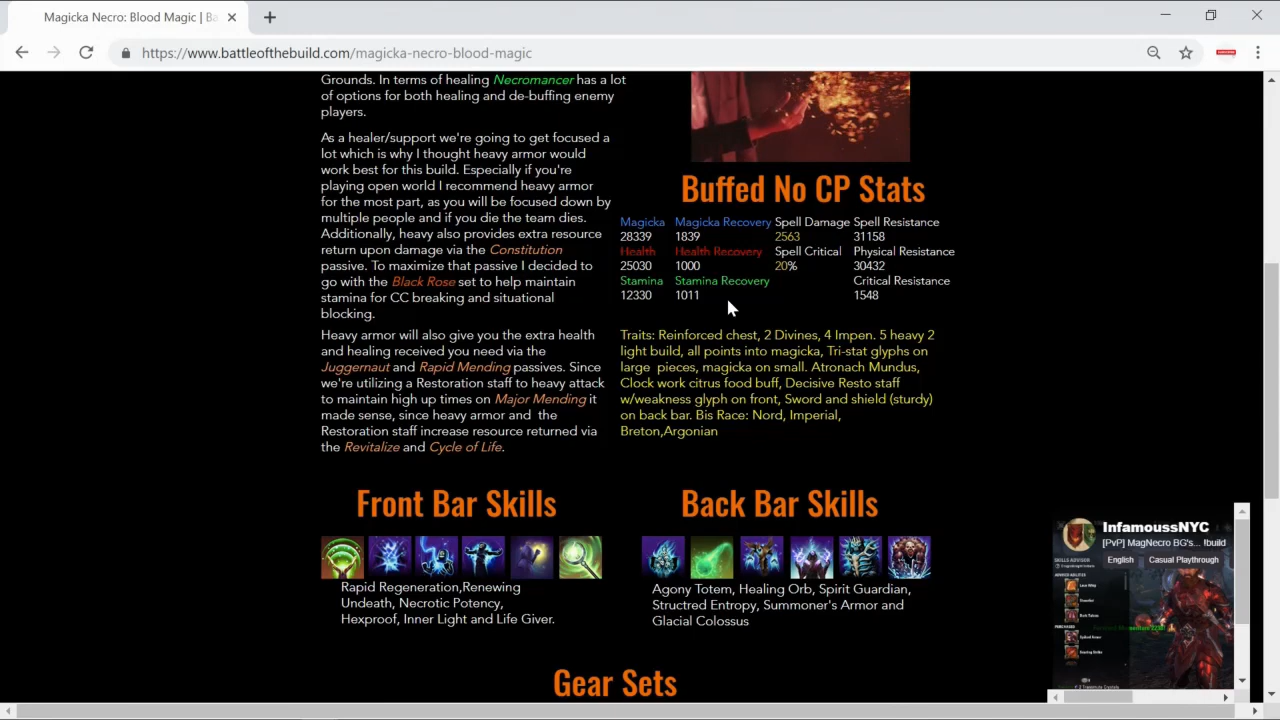 Magicka Necro: Blood Magic | Ba
https://www.battleofthebuild.com/magicka-necro-blood-magic
Grounds. In terms of healing Necromancer has a lot
of options for both healing and de-buffing enemy
players.
As a healer/support we're going to get focused a
lot which is why I thought heavy armor would
work best for this build. Especially if you're
playing open world I recommend heavy armor
for the most part, as you will be focused down by
multiple people and if you die the team dies.
Additionally, heavy also provides extra resource
return upon damage via the Constitution
passive. To maximize that passive I decided to
go with the Black Rose set to help maintain
stamina for CC breaking and situational
blocking.
Heavy armor will also give you the extra health
and healing received you need via the
Juggernaut and Rapid Mending passives. Since
we're utilizing a Restoration staff to heavy attack
to maintain high up times on Major Mending it
made sense, since heavy armor and the
Restoration staff increase resource returned via
the Revitalize and Cycle of Life.
Buffed No CP Stats
Magicka Magicka Recovery Spell Damage Spell Resistance
28339 1839 2563 31158
Health Health Recovery Spell Critical Physical Resistance
25030 1000 20% 30432
Stamina Stamina Recovery Critical Resistance
12330 1011 1548
Traits: Reinforced chest, 2 Divines, 4 Impen. 5 heavy 2
light build, all points into magicka, Tri-stat glyphs on
large pieces, magicka on small. Atronach Mundus,
Clock work citrus food buff, Decisive Resto staff
w/weakness glyph on front, Sword and shield (sturdy)
on back bar. Bis Race: Nord, Imperial,
Breton,Argonian
Front Bar Skills
Rapid Regeneration,Renewing
Undeath, Necrotic Potency,
Hexproof, Inner Light and Life Giver.
Back Bar Skills
Agony Totem, Healing Orb, Spirit Guardian,
Structred Entropy, Summoner's Armor and
Glacial Colossus
Gear Sets
InfamoussNYC
[PvP] MagNecro BG's... !build
English Casual Playthrough
SKILLS ADVISOR